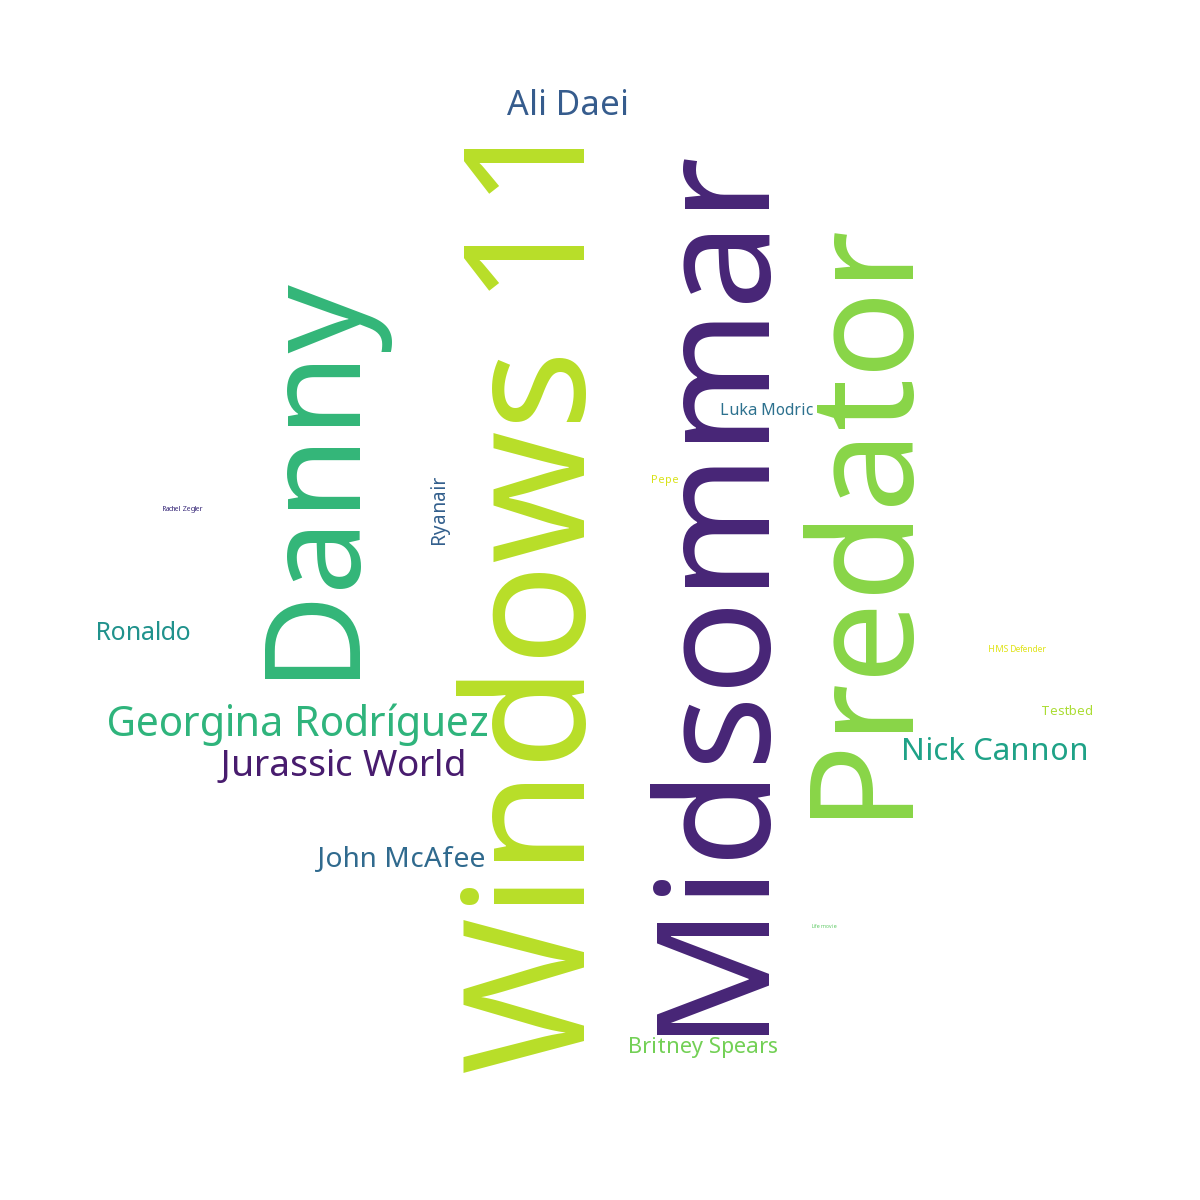 Ali Daei
Windows 11
Midsommar
Predator
Danny
Luka Modric
Pepe
Ryanair
Rachel Zegler
Ronaldo
HMS Defender
Georgina Rodríguez
Testbed
Nick Cannon
Jurassic World
John McAfee
Life movie
Britney Spears